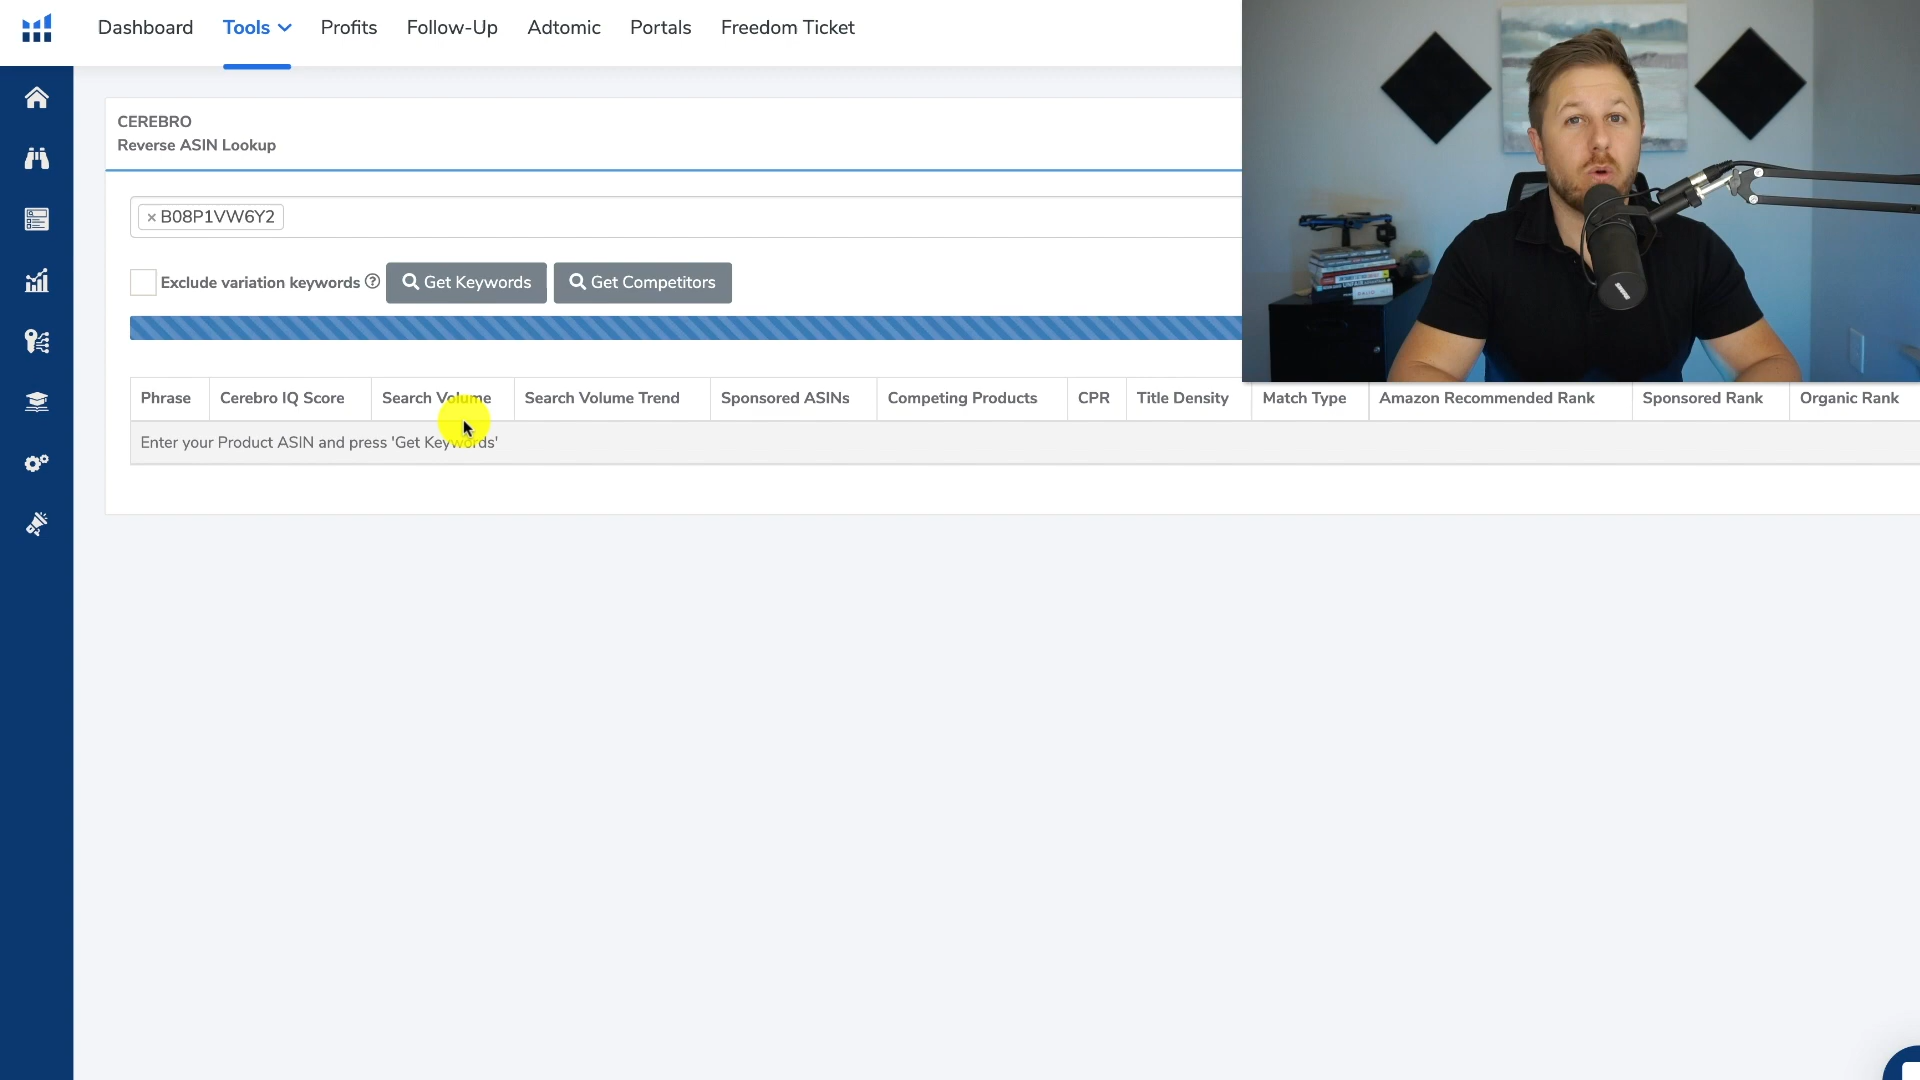 Dashboard Tools Profits Follow-Up Adtomic Portals Freedom Ticket
CEREBRO
Reverse ASIN Lookup
× B08P1VW6Y2
Exclude variation keywords ? Get Keywords Get Competitors
Phrase Cerebro IQ Score Search Volume Search Volume Trend Sponsored ASINs Competing Products CPR Title Density Match Type Amazon Recommended Rank Sponsored Rank Organic Rank
Enter your Product ASIN and press 'Get Keywords'